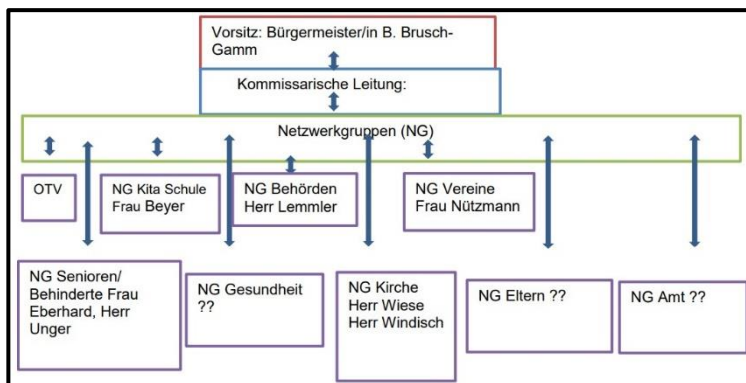 Vorsitz: Bürgermeister/in B. Brusch-
Gamm
Kommissarische Leitung:
Netzwerkgruppen (NG)
OTV
NG Kita Schule
Frau Beyer
NG Behörden
Herr Lemmler
NG Vereine
Frau Nützmann
NG Senioren/
Behinderte Frau
Eberhard, Herr
Unger
NG Gesundheit
??
NG Kirche
Herr Wiese
Herr Windisch
NG Eltern ??
NG Amt ??